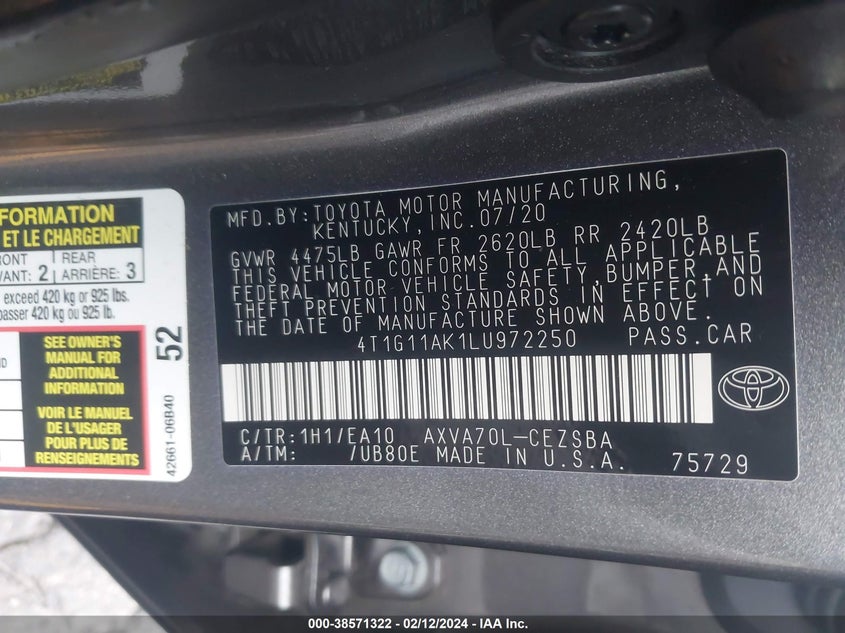 FORMATION
ET LE CHARGEMENT
RONT | REAR
VANT: 2 | ARRIÈRE: 3
exceed 420 kg or 925 lbs.
passer 420 kg ou 925 lb.
SEE OWNER'S
MANUAL FOR
ADDITIONAL
INFORMATION
VOIR LE MANUEL
DE L'USAGER
POUR PLUS DE
RENSEIGNEMENTS
52
42661-06B40
MFD.BY:TOYOTA MOTOR MANUFACTURING,
KENTUCKY,INC.07/20
GVWR 4475LB GAWR FR 2620LB RR 2420LB
THIS VEHICLE CONFORMS TO ALL APPLICABLE
FEDERAL MOTOR VEHICLE SAFETY,BUMPER,AND
THEFT PREVENTION STANDARDS IN EFFECT ON
THE DATE OF MANUFACTURE SHOWN ABOVE.
4T1G11AK1LU972250 PASS.CAR
C/TR:1H1/EA10 AXVA70L-CEZSBA
A/TM: /UB80E MADE IN U.S.A. 75729
000-38571322 - 02/12/2024 - IAA Inc.